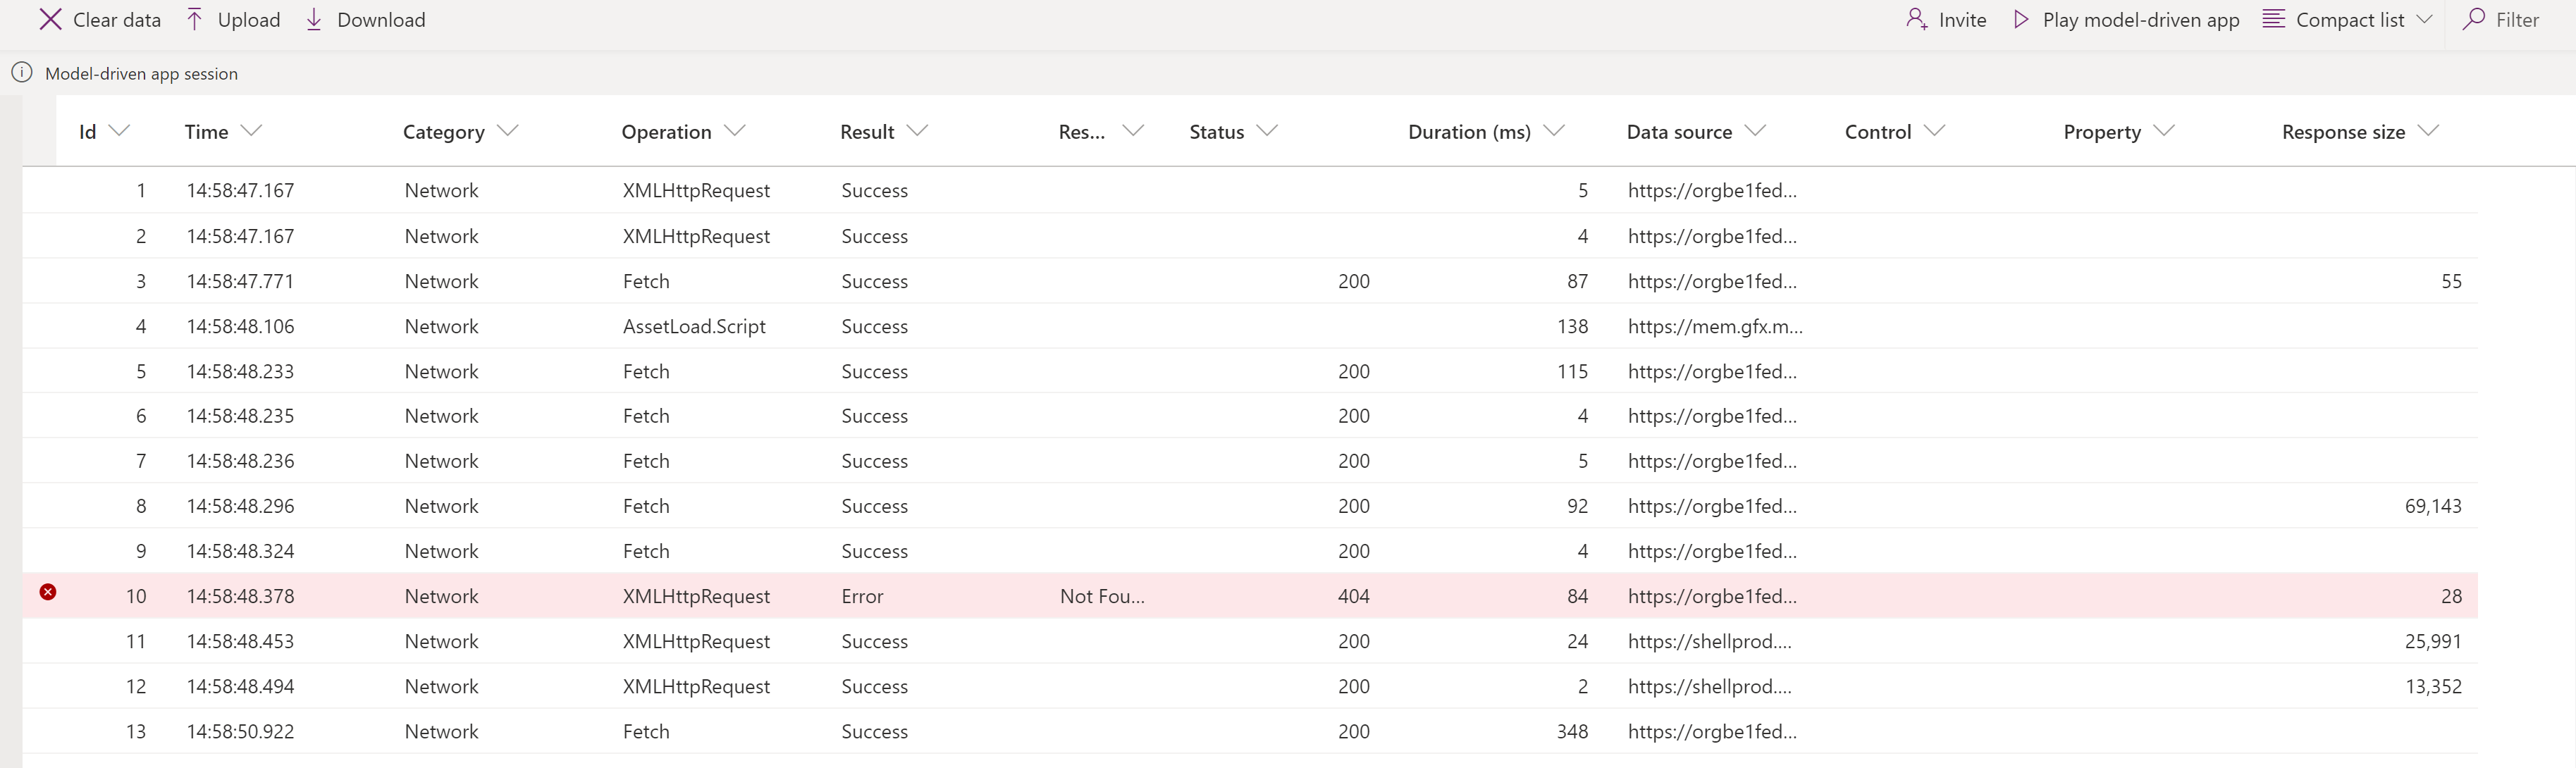 Clear data Upload Download Invite Play model-driven app Compact list Filter
Model-driven app session
Id Time Category Operation Result Res... Status Duration (ms) Data source Control Property Response size
1 14:58:47.167 Network XMLHttpRequest Success 5 https://orgbe1fed...
2 14:58:47.167 Network XMLHttpRequest Success 4 https://orgbe1fed...
3 14:58:47.771 Network Fetch Success 200 87 https://orgbe1fed... 55
4 14:58:48.106 Network AssetLoad.Script Success 138 https://mem.gfx.m...
5 14:58:48.233 Network Fetch Success 200 115 https://orgbe1fed...
6 14:58:48.235 Network Fetch Success 200 4 https://orgbe1fed...
7 14:58:48.236 Network Fetch Success 200 5 https://orgbe1fed...
8 14:58:48.296 Network Fetch Success 200 92 https://orgbe1fed... 69,143
9 14:58:48.324 Network Fetch Success 200 4 https://orgbe1fed...
10 14:58:48.378 Network XMLHttpRequest Error Not Fou... 404 84 https://orgbe1fed... 28
11 14:58:48.453 Network XMLHttpRequest Success 200 24 https://shellprod.... 25,991
12 14:58:48.494 Network XMLHttpRequest Success 200 2 https://shellprod.... 13,352
13 14:58:50.922 Network Fetch Success 200 348 https://orgbe1fed...